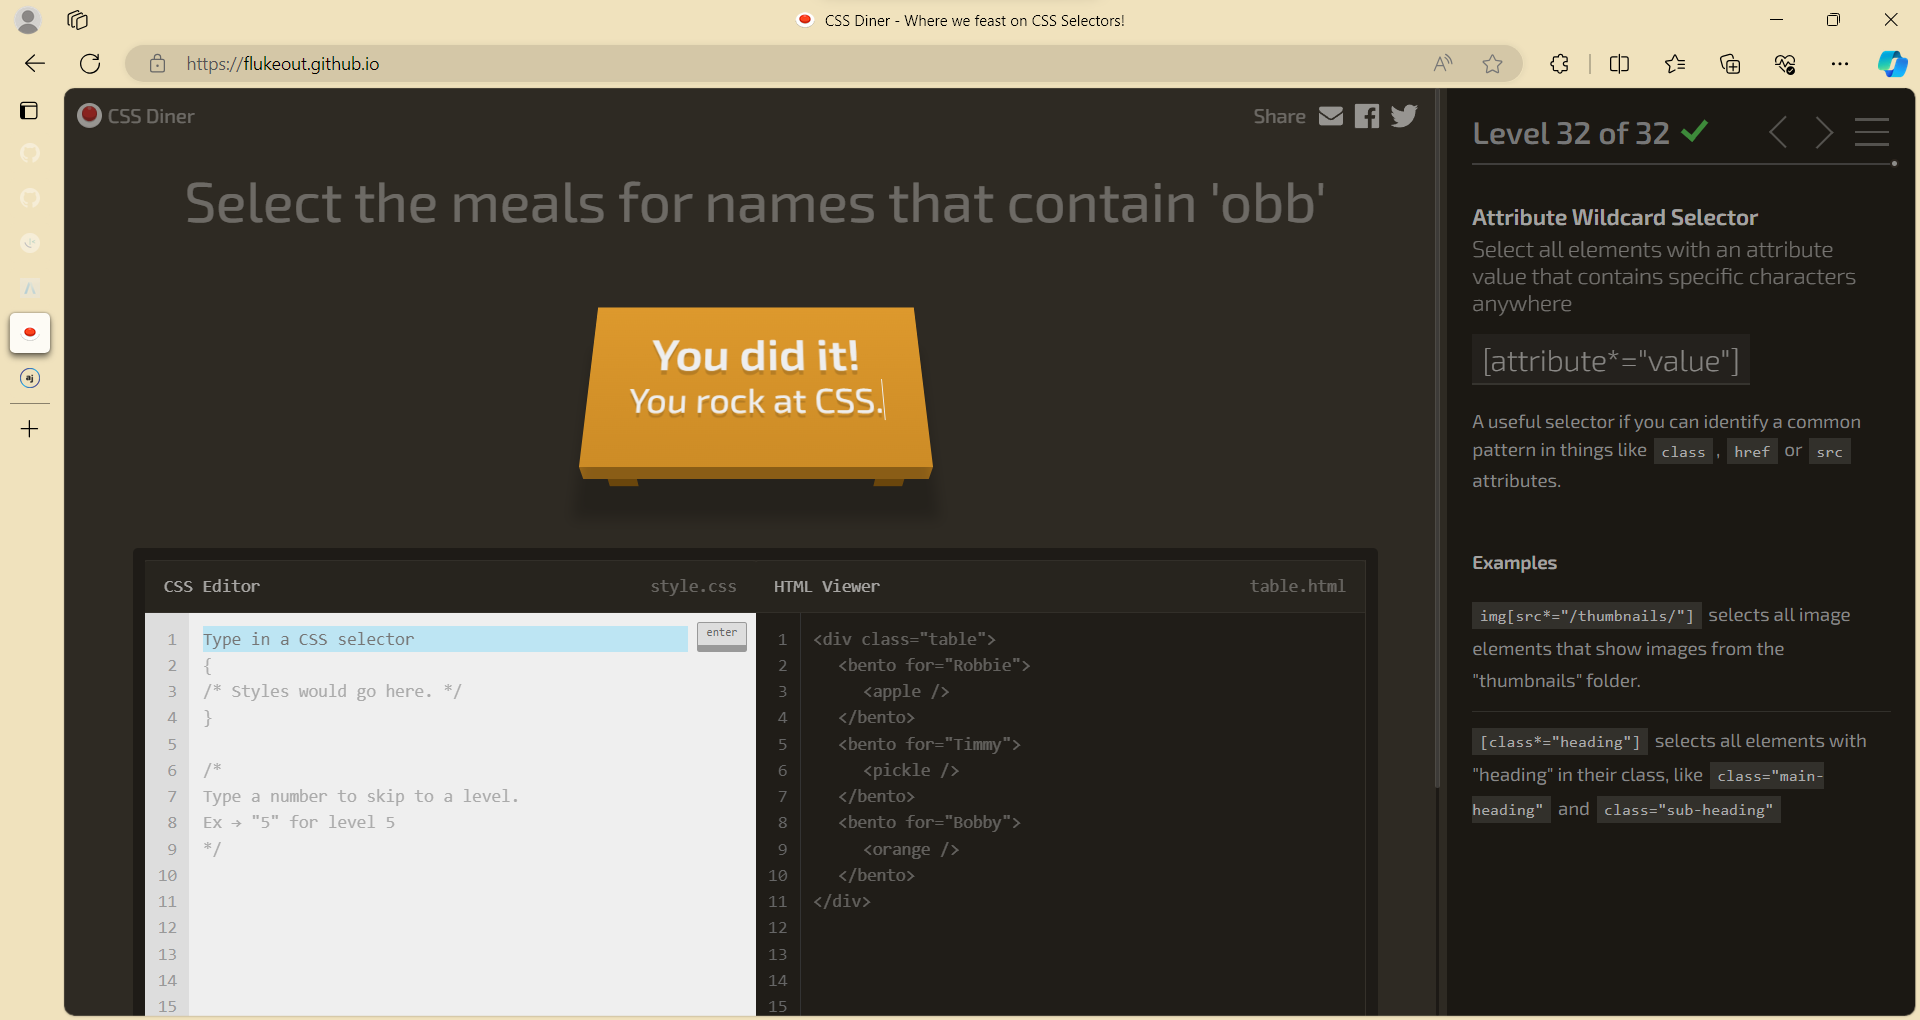 CSS Diner - Where we feast on CSS Selectors!
https://flukeout.github.io
CSS Diner
Share
Select the meals for names that contain 'obb'
You did it!
You rock at CSS.
CSS Editor style.css
1 Type in a CSS selector
enter
2 {
3 /* Styles would go here. */
4 }
5
6 /*
7 Type a number to skip to a level.
8 Ex → "5" for level 5
9 */
10
11
12
13
14
15
HTML Viewer table.html
1 <div class="table">
2 <bento for="Robbie">
3 <apple />
4 </bento>
5 <bento for="Timmy">
6 <pickle />
7 </bento>
8 <bento for="Bobby">
9 <orange />
10 </bento>
11 </div>
12
13
14
15
Level 32 of 32
Attribute Wildcard Selector
Select all elements with an attribute
value that contains specific characters
anywhere
[attribute*="value"]
A useful selector if you can identify a common
pattern in things like class , href or src
attributes.
Examples
img[src*="/thumbnails/"] selects all image
elements that show images from the
"thumbnails" folder.
[class*="heading"] selects all elements with
"heading" in their class, like class="main-
heading" and class="sub-heading"
aj